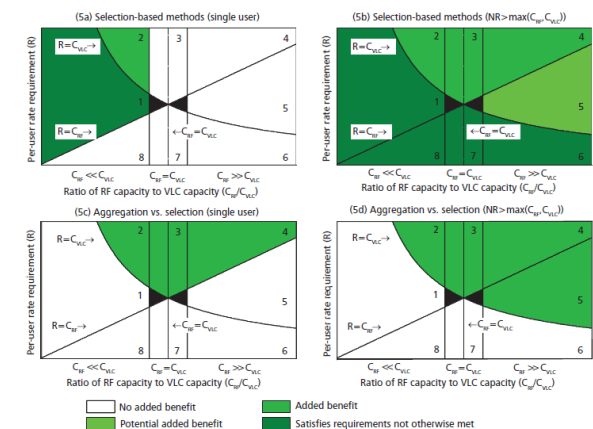 (5a) Selection-based methods (single user)
Per-user rate requirement (R)
2
3
4
R=C_VLC→
1
5
R=C_RF→
←C_RF=C_VLC
8
7
6
C_RF <<C_VLC
C_RF=C_VLC
C_RF >>C_VLC
Ratio of RF capacity to VLC capacity (C_RF/C_VLC)
(5b) Selection-based methods (NR>max(C_RF,C_VLC))
Per-user rate requirement (R)
2
3
4
R=C_VLC→
1
5
R=C_RF→
←C_RF=C_VLC
8
7
6
C_RF <<C_VLC
C_RF=C_VLC
C_RF >>C_VLC
Ratio of RF capacity to VLC capacity (C_RF/C_VLC)
(5c) Aggregation vs. selection (single user)
Per-user rate requirement (R)
2
3
4
R=C_VLC→
1
5
R=C_RF→
←C_RF=C_VLC
8
7
6
C_RF <<C_VLC
C_RF=C_VLC
C_RF >>C_VLC
Ratio of RF capacity to VLC capacity (C_RF/C_VLC)
(5d) Aggregation vs. selection (NR>max(C_RF,C_VLC))
Per-user rate requirement (R)
2
3
4
R=C_VLC→
1
5
R=C_RF→
←C_RF=C_VLC
8
7
6
C_RF <<C_VLC
C_RF=C_VLC
C_RF >>C_VLC
Ratio of RF capacity to VLC capacity (C_RF/C_VLC)
No added benefit
Added benefit
Potential added benefit
Satisfies requirements not otherwise met